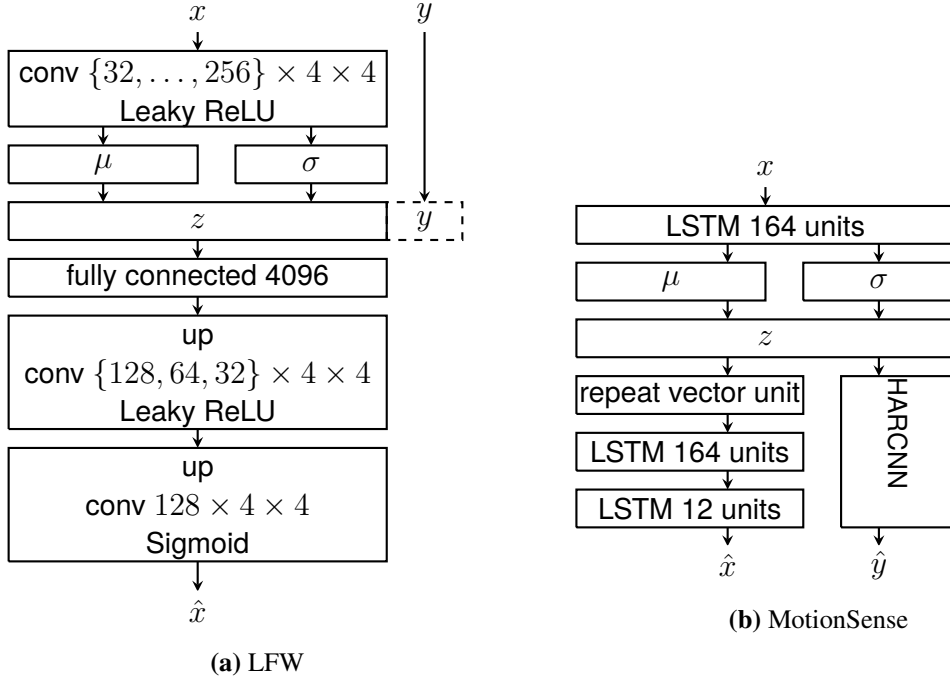 x
y
conv {32, . . . , 256} × 4 × 4
Leaky ReLU
μ
σ
z
y
fully connected 4096
up
conv {128, 64, 32} × 4 × 4
Leaky ReLU
up
conv 128 × 4 × 4
Sigmoid
x̂
(a) LFW
x
LSTM 164 units
μ
σ
z
repeat vector unit
HARCNN
LSTM 164 units
LSTM 12 units
x̂
ŷ
(b) MotionSense